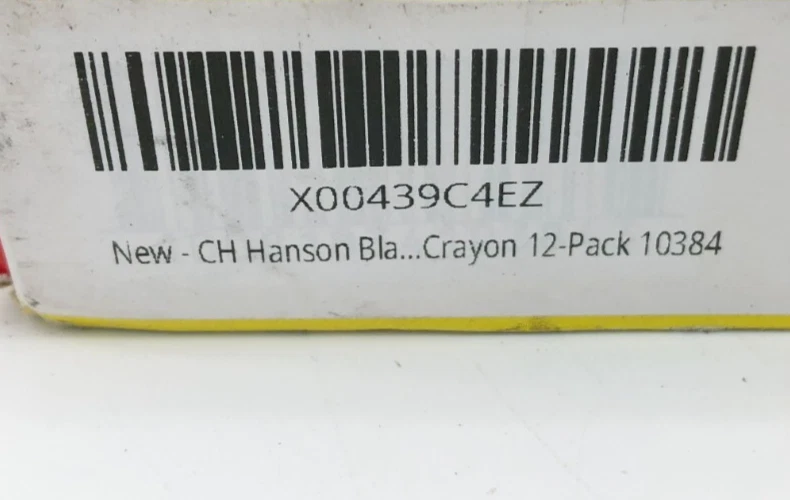 X00439C4EZ
New - CH Hanson Bla...Crayon 12-Pack 10384